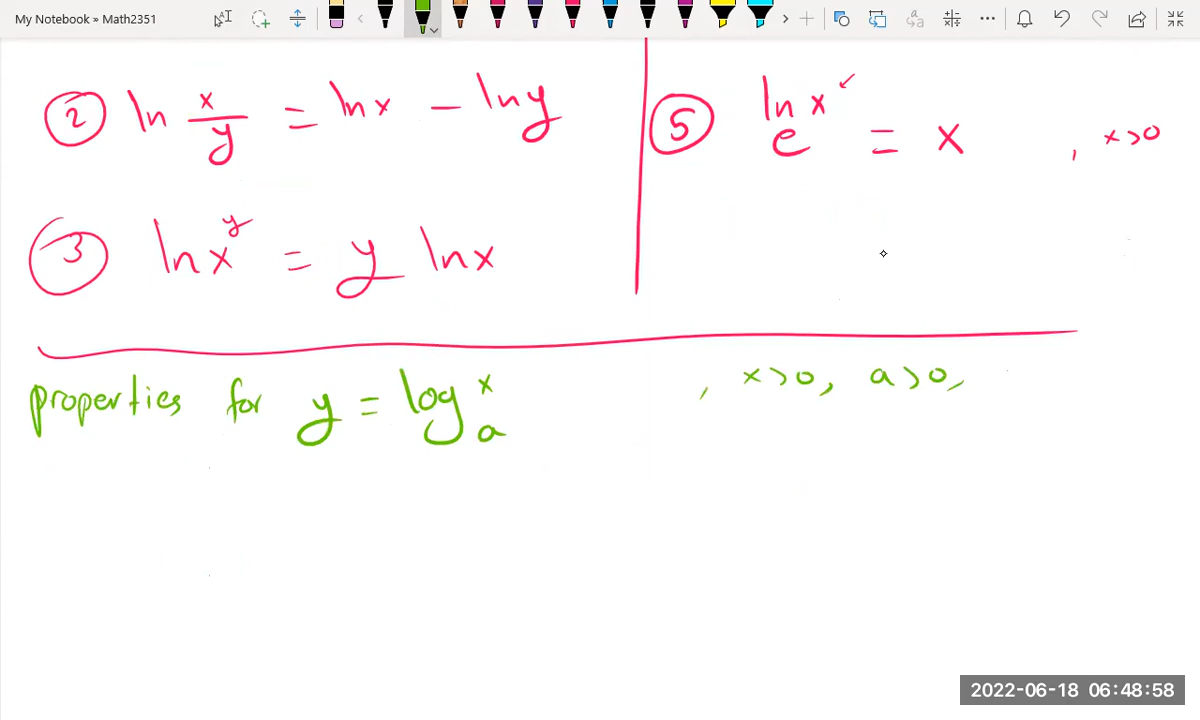 My Notebook » Math2351
② ln x/y = ln x - ln y
③ ln x^y = y ln x
⑤ e^(ln x) = x , x>0
properties for y = log_a^x , x>0, a>0,
2022-06-18 06:48:58